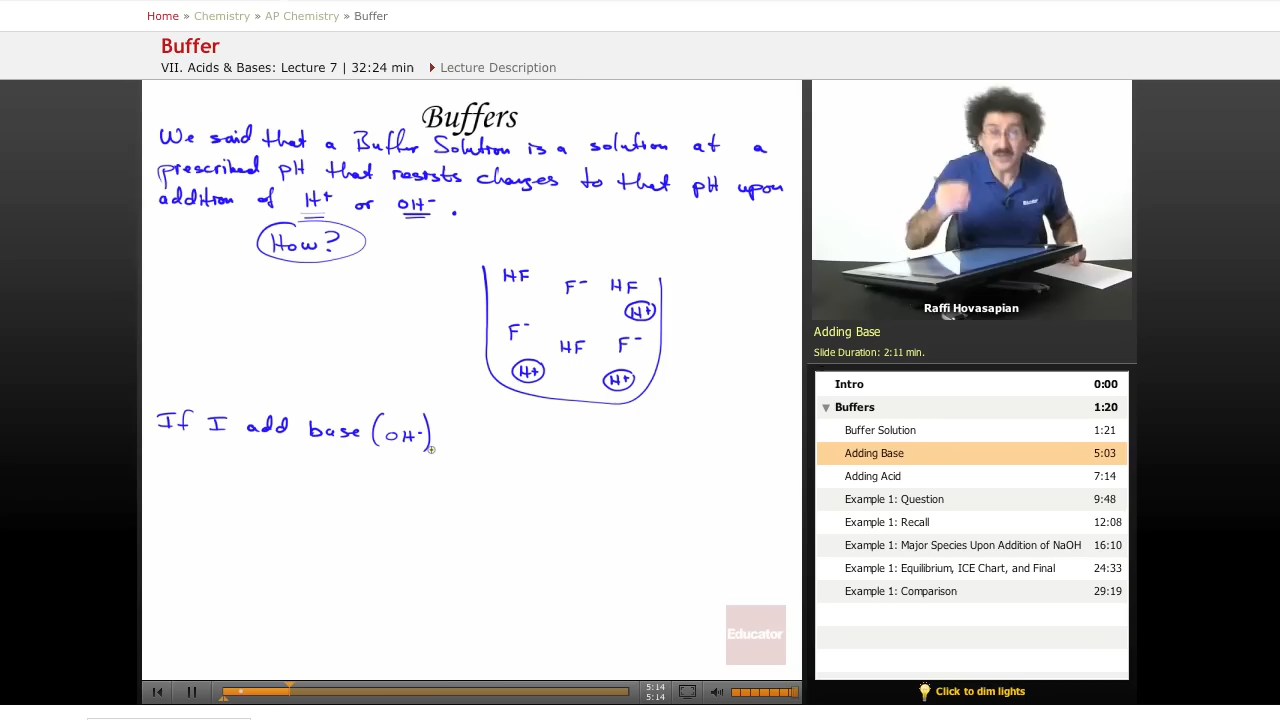 Home » Chemistry » AP Chemistry » Buffer
Buffer
VII. Acids & Bases: Lecture 7 | 32:24 min Lecture Description
Buffers
We said that a Buffer Solution is a solution at a
prescribed pH that resists changes to that pH upon
addition of H+ or OH-.
How?
HF F- HF
H+
F- HF F-
H+ H+
If I add base (OH-)
Educator
5:14
5:14
Raffi Hovasapian
Adding Base
Slide Duration: 2:11 min.
Intro 0:00
Buffers 1:20
Buffer Solution 1:21
Adding Base 5:03
Adding Acid 7:14
Example 1: Question 9:48
Example 1: Recall 12:08
Example 1: Major Species Upon Addition of NaOH 16:10
Example 1: Equilibrium, ICE Chart, and Final 24:33
Example 1: Comparison 29:19
Click to dim lights